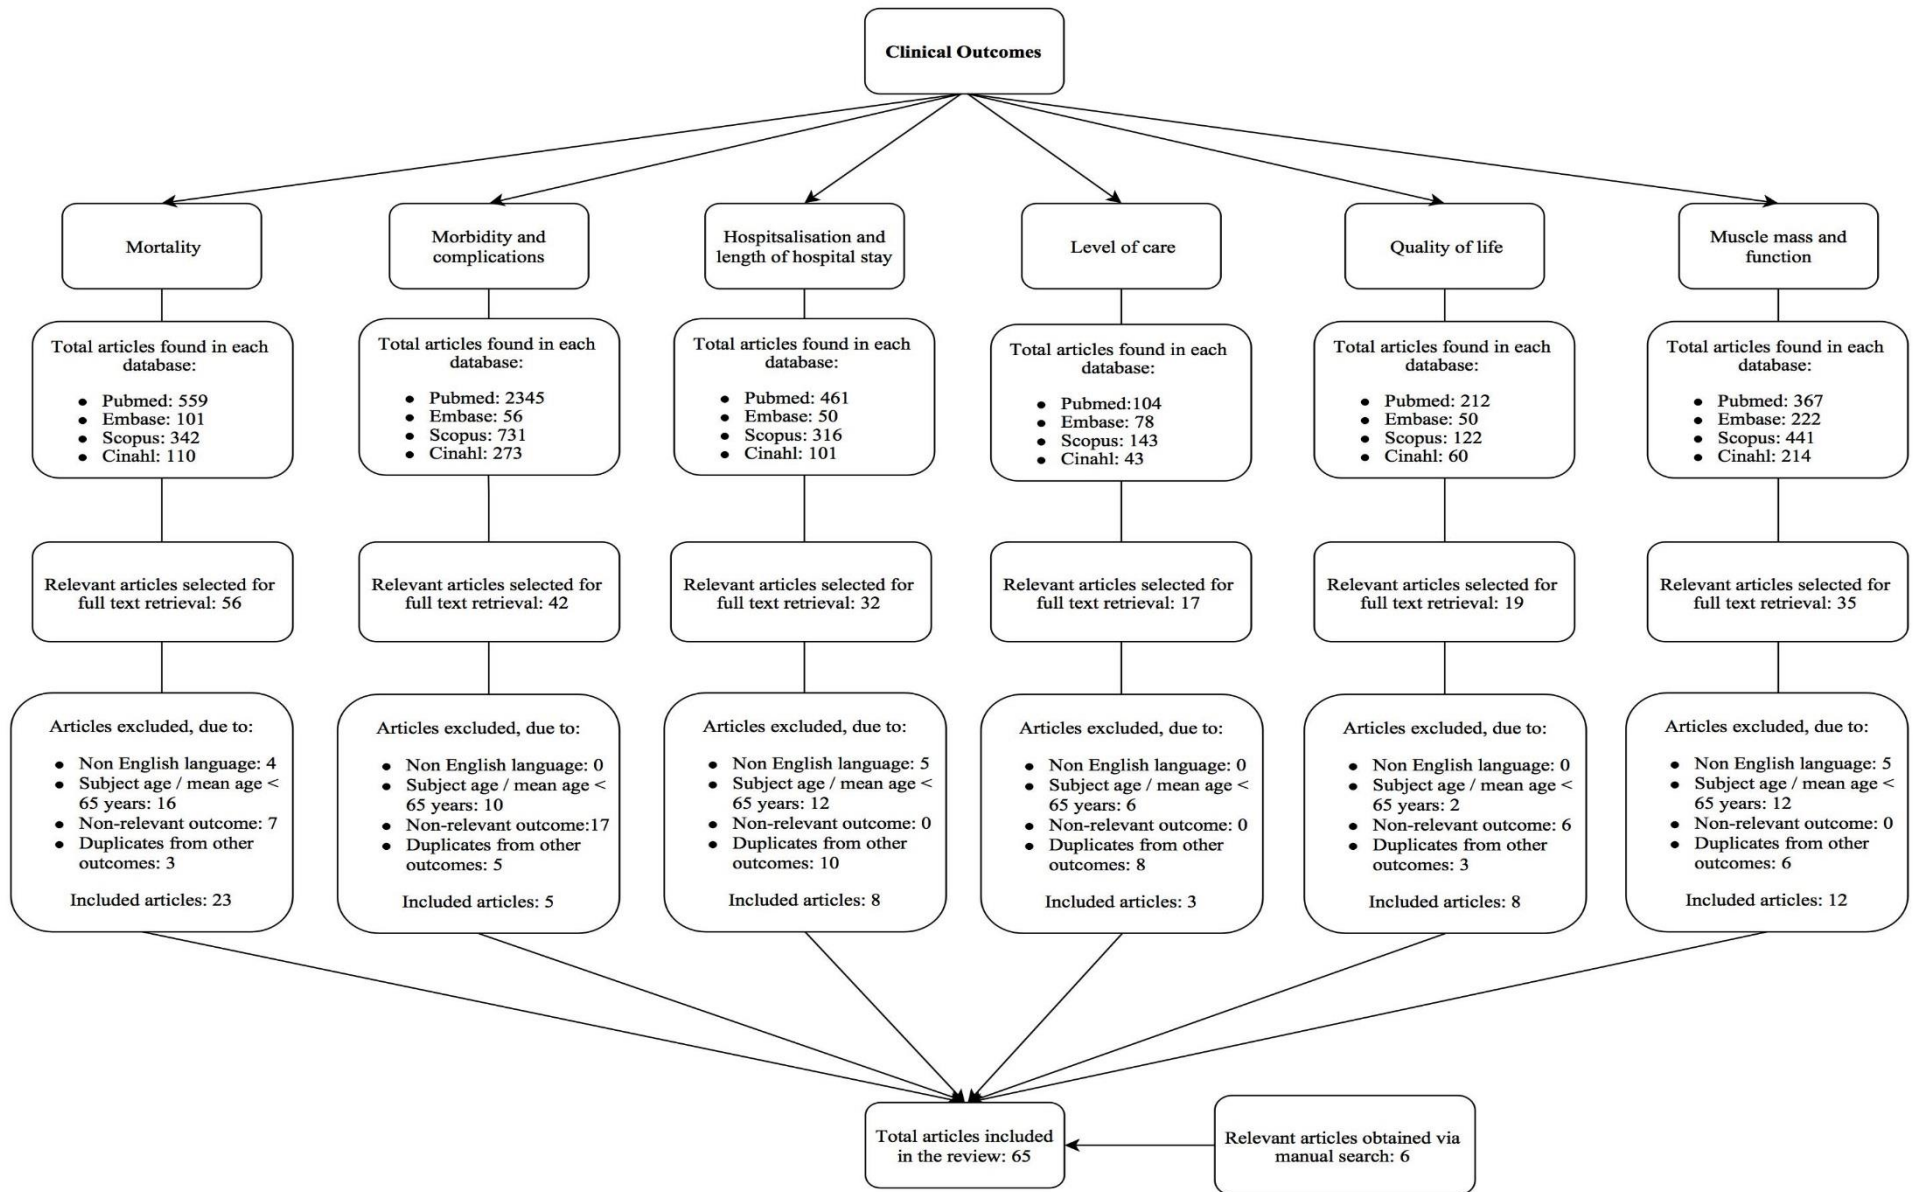 Clinical Outcomes
Mortality
Morbidity and
complications
Hospitsalisation and
length of hospital stay
Level of care
Quality of life
Muscle mass and
function
Total articles found in each
database:
● Pubmed: 559
● Embase: 101
● Scopus: 342
● Cinahl: 110
Total articles found in each
database:
● Pubmed: 2345
● Embase: 56
● Scopus: 731
● Cinahl: 273
Total articles found in each
database:
● Pubmed: 461
● Embase: 50
● Scopus: 316
● Cinahl: 101
Total articles found in each
database:
● Pubmed:104
● Embase: 78
● Scopus: 143
● Cinahl: 43
Total articles found in each
database:
● Pubmed: 212
● Embase: 50
● Scopus: 122
● Cinahl: 60
Total articles found in each
database:
● Pubmed: 367
● Embase: 222
● Scopus: 441
● Cinahl: 214
Relevant articles selected for
full text retrieval: 56
Relevant articles selected for
full text retrieval: 42
Relevant articles selected for
full text retrieval: 32
Relevant articles selected for
full text retrieval: 17
Relevant articles selected for
full text retrieval: 19
Relevant articles selected for
full text retrieval: 35
Articles excluded, due to:
● Non English language: 4
● Subject age / mean age <
65 years: 16
● Non-relevant outcome: 7
● Duplicates from other
outcomes: 3
Included articles: 23
Articles excluded, due to:
● Non English language: 0
● Subject age / mean age <
65 years: 10
● Non-relevant outcome:17
● Duplicates from other
outcomes: 5
Included articles: 5
Articles excluded, due to:
● Non English language: 5
● Subject age / mean age <
65 years: 12
● Non-relevant outcome: 0
● Duplicates from other
outcomes: 10
Included articles: 8
Articles excluded, due to:
● Non English language: 0
● Subject age / mean age <
65 years: 6
● Non-relevant outcome: 0
● Duplicates from other
outcomes: 8
Included articles: 3
Articles excluded, due to:
● Non English language: 0
● Subject age / mean age <
65 years: 2
● Non-relevant outcome: 6
● Duplicates from other
outcomes: 3
Included articles: 8
Articles excluded, due to:
● Non English language: 5
● Subject age / mean age <
65 years: 12
● Non-relevant outcome: 0
● Duplicates from other
outcomes: 6
Included articles: 12
Total articles included
in the review: 65
Relevant articles obtained via
manual search: 6